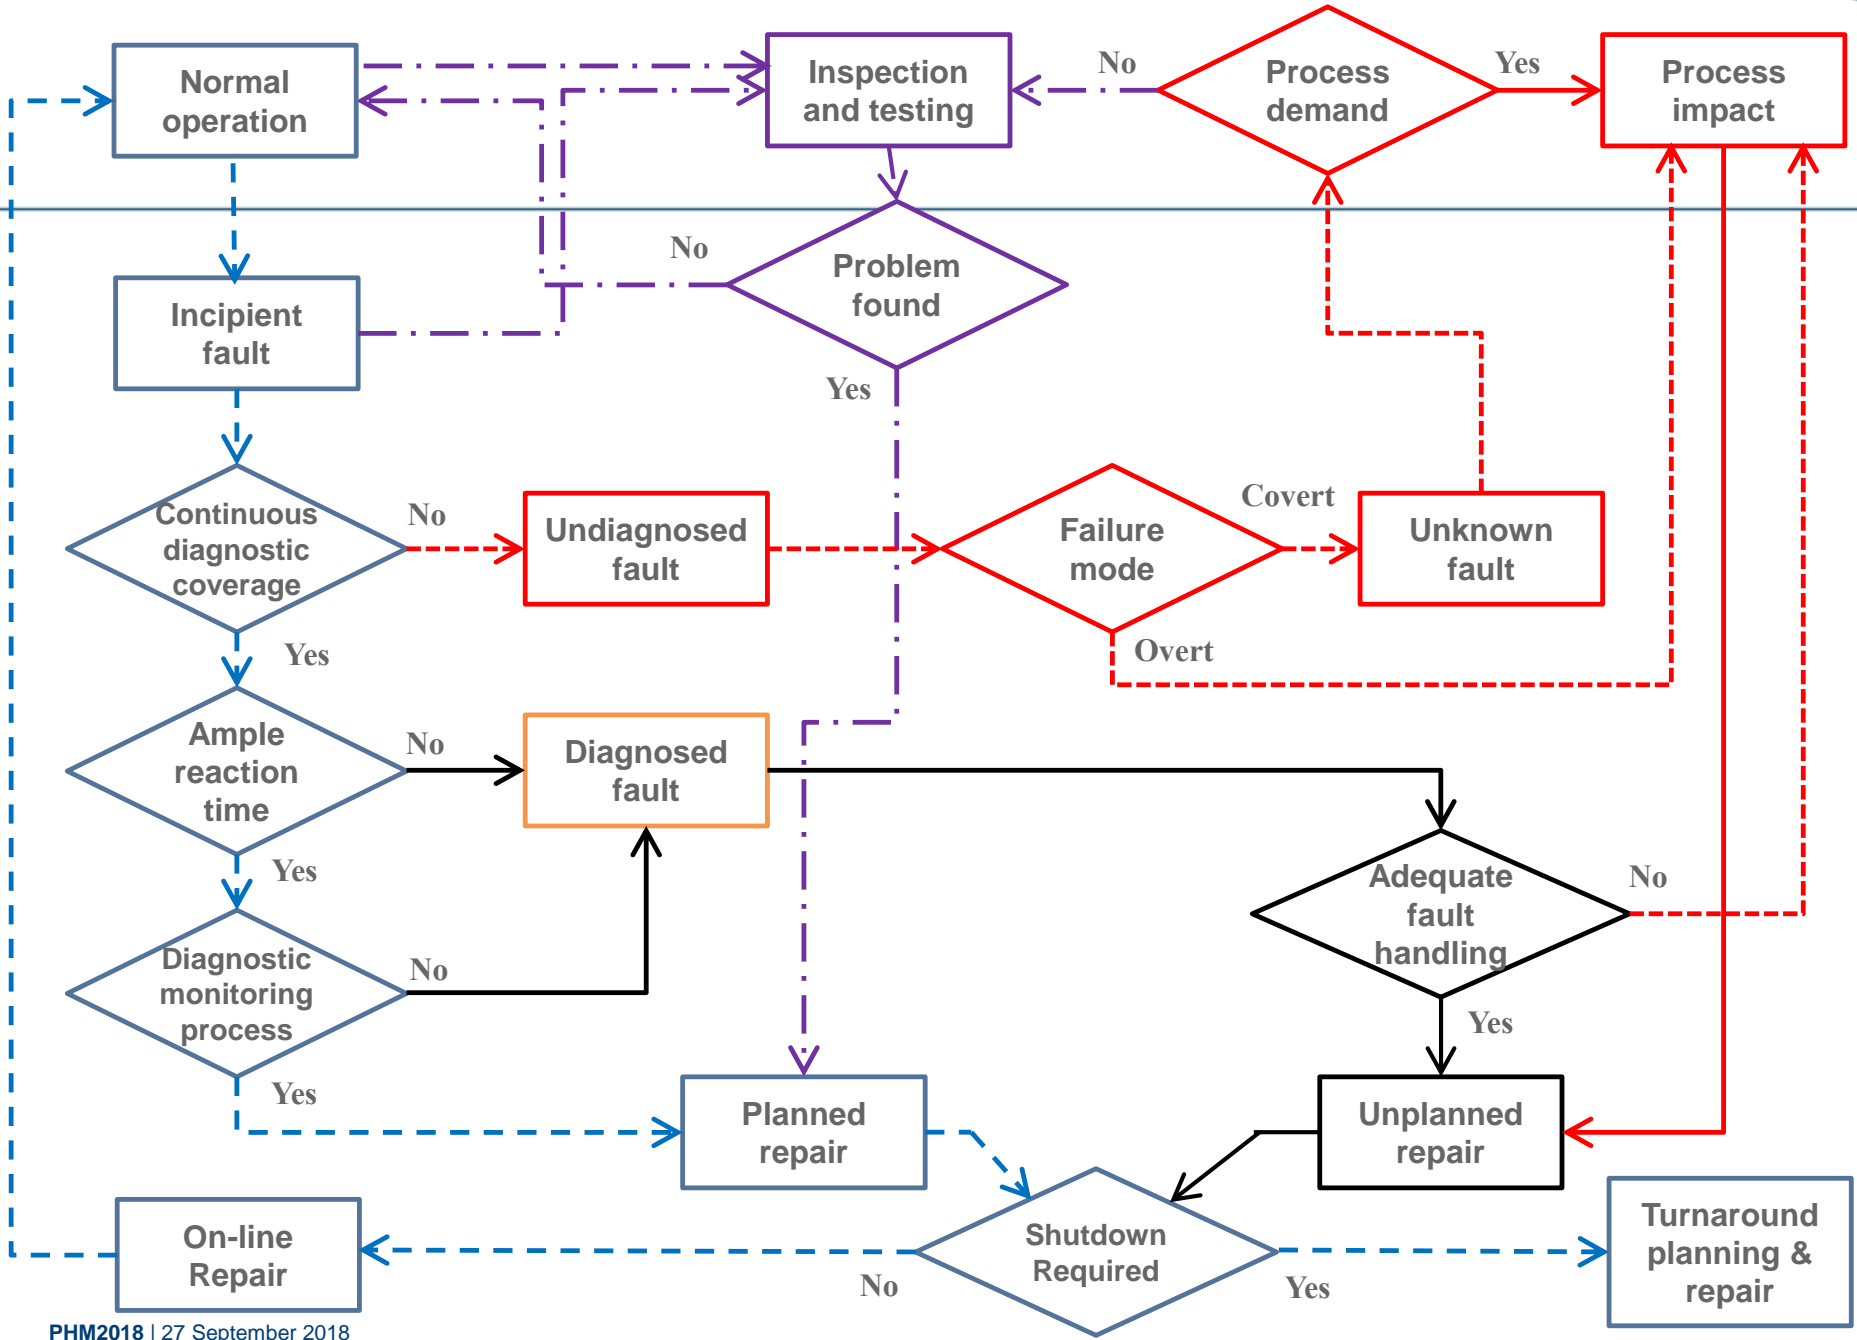 Normal
operation
Inspection
and testing
No
Process
demand
Yes
Process
impact
No
Problem
found
Incipient
fault
Yes
Continuous
diagnostic
coverage
No
Undiagnosed
fault
Failure
mode
Covert
Unknown
fault
Yes
Overt
Ample
reaction
time
No
Diagnosed
fault
Yes
Adequate
fault
handling
No
Diagnostic
monitoring
process
No
Yes
Yes
Planned
repair
Unplanned
repair
On-line
Repair
No
Shutdown
Required
Yes
Turnaround
planning &
repair
PHM2018 | 27 September 2018